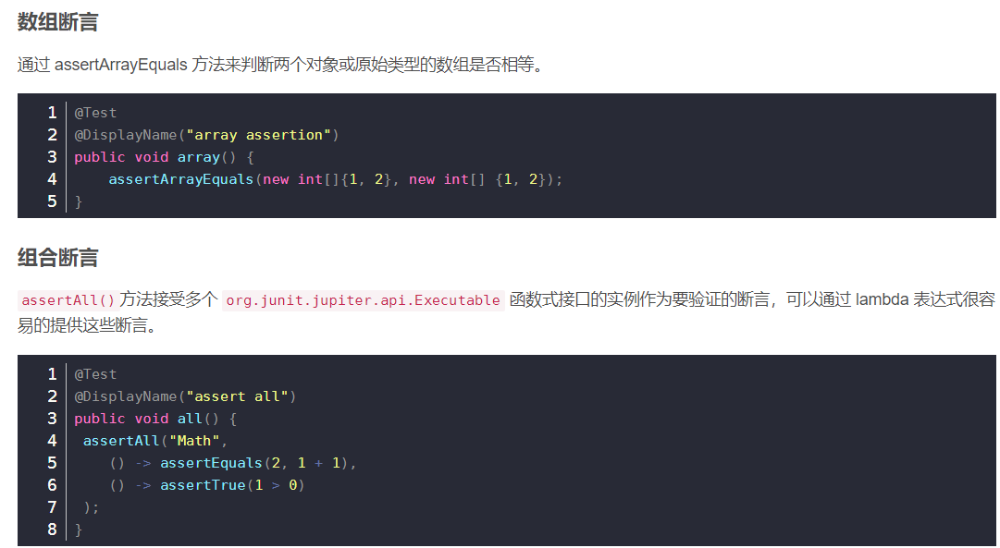 数组断言
通过 assertArrayEquals 方法来判断两个对象或原始类型的数组是否相等。
1 @Test
2 @DisplayName("array assertion")
3 public void array() {
4     assertArrayEquals(new int[]{1, 2}, new int[] {1, 2});
5 }
组合断言
assertAll()方法接受多个 org.junit.jupiter.api.Executable 函数式接口的实例作为要验证的断言，可以通过 lambda 表达式很容
易的提供这些断言。
1 @Test
2 @DisplayName("assert all")
3 public void all() {
4  assertAll("Math",
5     () -> assertEquals(2, 1 + 1),
6     () -> assertTrue(1 > 0)
7  );
8 }